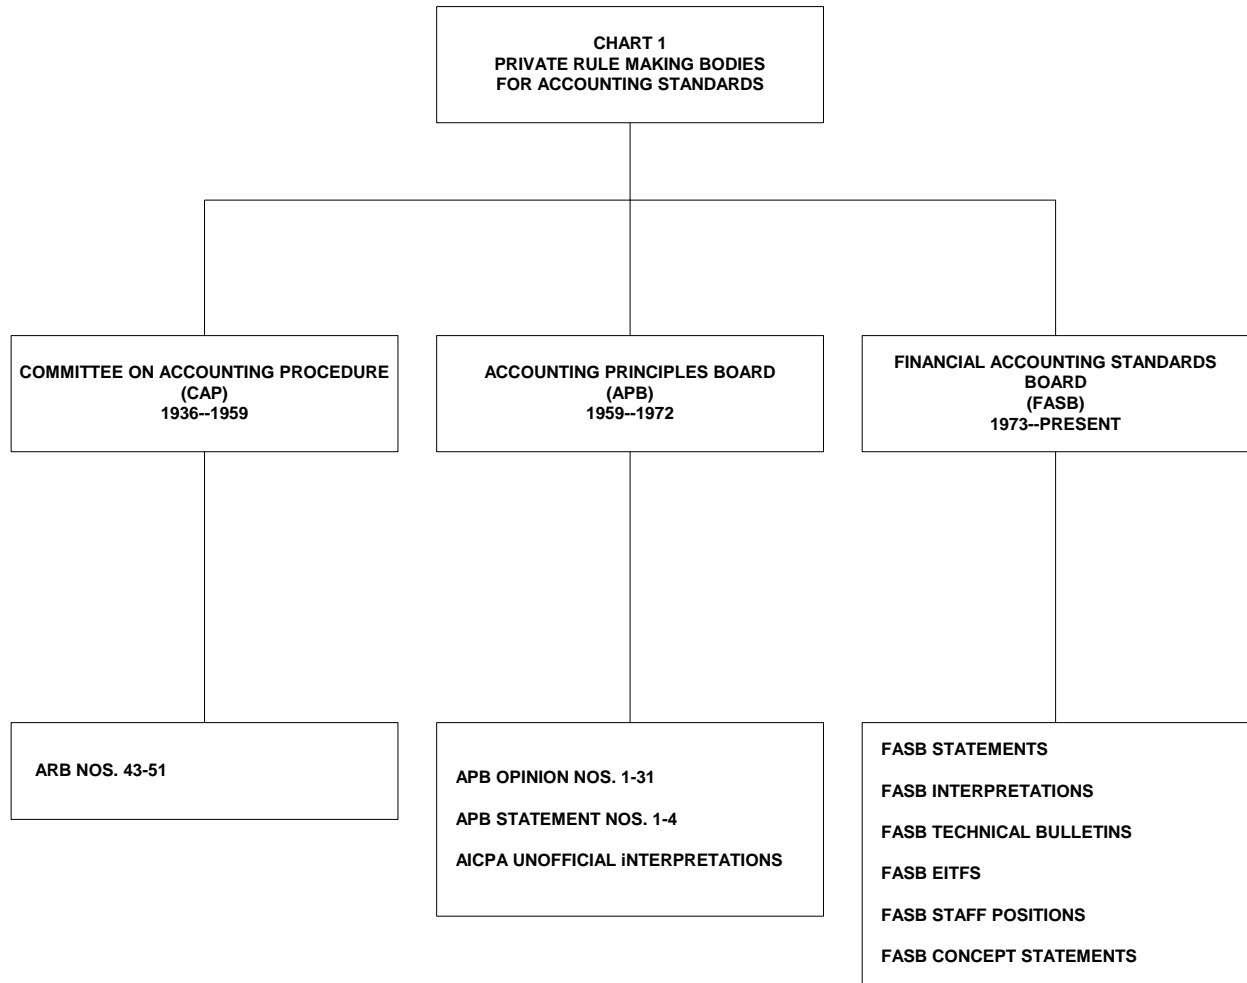 CHART 1
PRIVATE RULE MAKING BODIES
FOR ACCOUNTING STANDARDS
COMMITTEE ON ACCOUNTING PROCEDURE
(CAP)
1936--1959
ACCOUNTING PRINCIPLES BOARD
(APB)
1959--1972
FINANCIAL ACCOUNTING STANDARDS
BOARD
(FASB)
1973--PRESENT
ARB NOS. 43-51
APB OPINION NOS. 1-31
APB STATEMENT NOS. 1-4
AICPA UNOFFICIAL iNTERPRETATIONS
FASB STATEMENTS
FASB INTERPRETATIONS
FASB TECHNICAL BULLETINS
FASB EITFS
FASB STAFF POSITIONS
FASB CONCEPT STATEMENTS